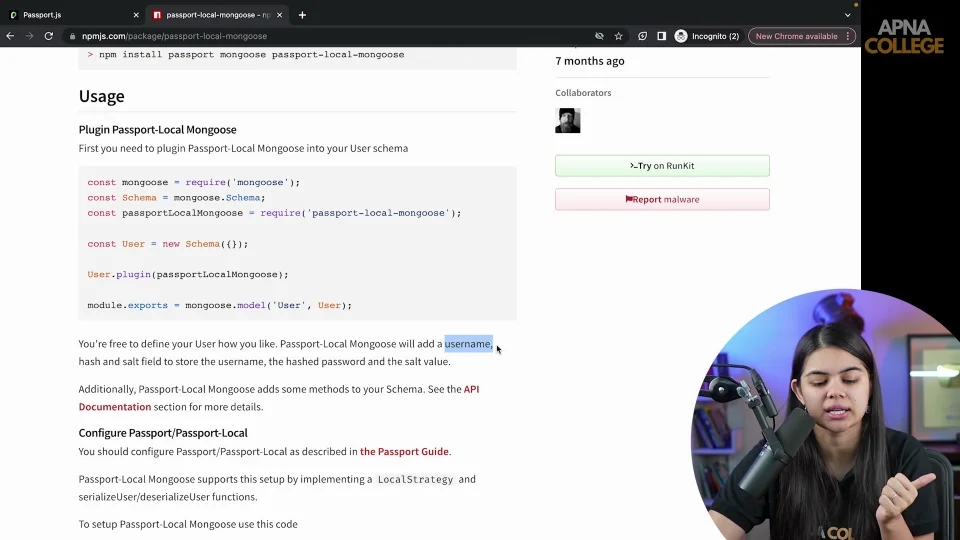 Passport.js
passport-local-mongoose - np
npmjs.com/package/passport-local-mongoose
Incognito (2)
New Chrome available
APNA
COLLEGE
> npm install passport mongoose passport-local-mongoose
7 months ago
Usage
Collaborators
Plugin Passport-Local Mongoose
First you need to plugin Passport-Local Mongoose into your User schema
>_Try on RunKit
Report malware
const mongoose = require('mongoose');
const Schema = mongoose.Schema;
const passportLocalMongoose = require('passport-local-mongoose');
const User = new Schema({});
User.plugin(passportLocalMongoose);
module.exports = mongoose.model('User', User);
You're free to define your User how you like. Passport-Local Mongoose will add a username,
hash and salt field to store the username, the hashed password and the salt value.
Additionally, Passport-Local Mongoose adds some methods to your Schema. See the API
Documentation section for more details.
Configure Passport/Passport-Local
You should configure Passport/Passport-Local as described in the Passport Guide.
Passport-Local Mongoose supports this setup by implementing a LocalStrategy and
serializeUser/deserializeUser functions.
To setup Passport-Local Mongoose use this code